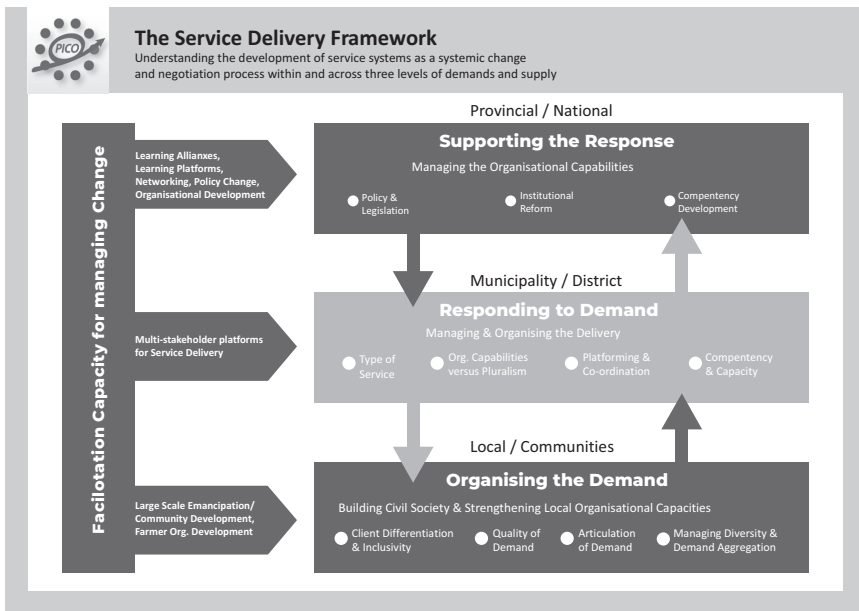 PICO
The Service Delivery Framework
Understanding the development of service systems as a systemic change
and negotiation process within and across three levels of demands and supply
Facilotation Capacity for managing Change
Learning Allianxes,
Learning Platforms,
Networking, Policy Change,
Organisational Development
Provincial / National
Supporting the Response
Managing the Organisational Capabilities
Policy &
Legislation
Institutional
Reform
Compentency
Development
Multi-stakeholder platforms
for Service Delivery
Municipality / District
Responding to Demand
Managing & Organising the Delivery
Type of
Service
Org. Capabilities
versus Pluralism
Platforming &
Co-ordination
Compentency
& Capacity
Large Scale Emancipation/
Community Development,
Farmer Org. Development
Local / Communities
Organising the Demand
Building Civil Society & Strengthening Local Organisational Capacities
Client Differentiation
& Inclusivity
Quality of
Demand
Articulation
of Demand
Managing Diversity &
Demand Aggregation